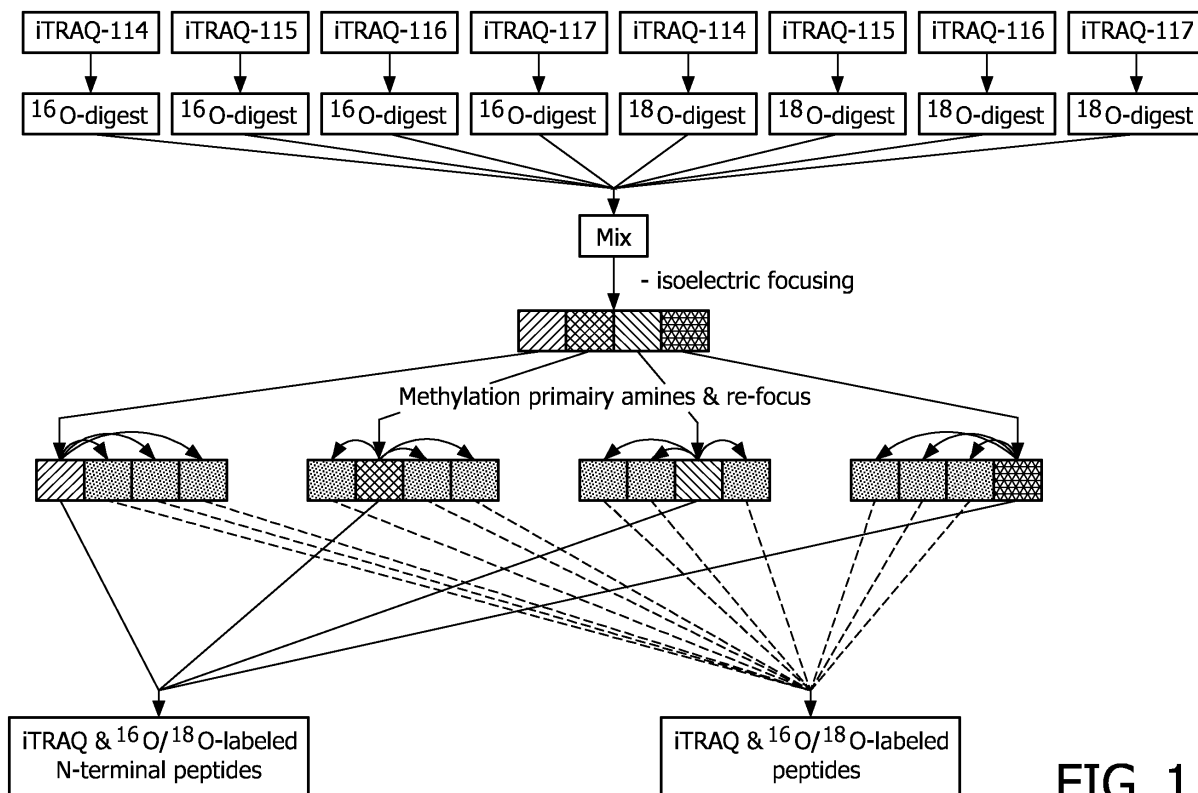 iTRAQ-114 iTRAQ-115 iTRAQ-116 iTRAQ-117 iTRAQ-114 iTRAQ-115 iTRAQ-116 iTRAQ-117
16O-digest 16O-digest 16O-digest 16O-digest 18O-digest 18O-digest 18O-digest 18O-digest
Mix
- isoelectric focusing
Methylation primairy amines & re-focus
iTRAQ & 16O/18O-labeled
N-terminal peptides
iTRAQ & 16O/18O-labeled
peptides
FIG. 1